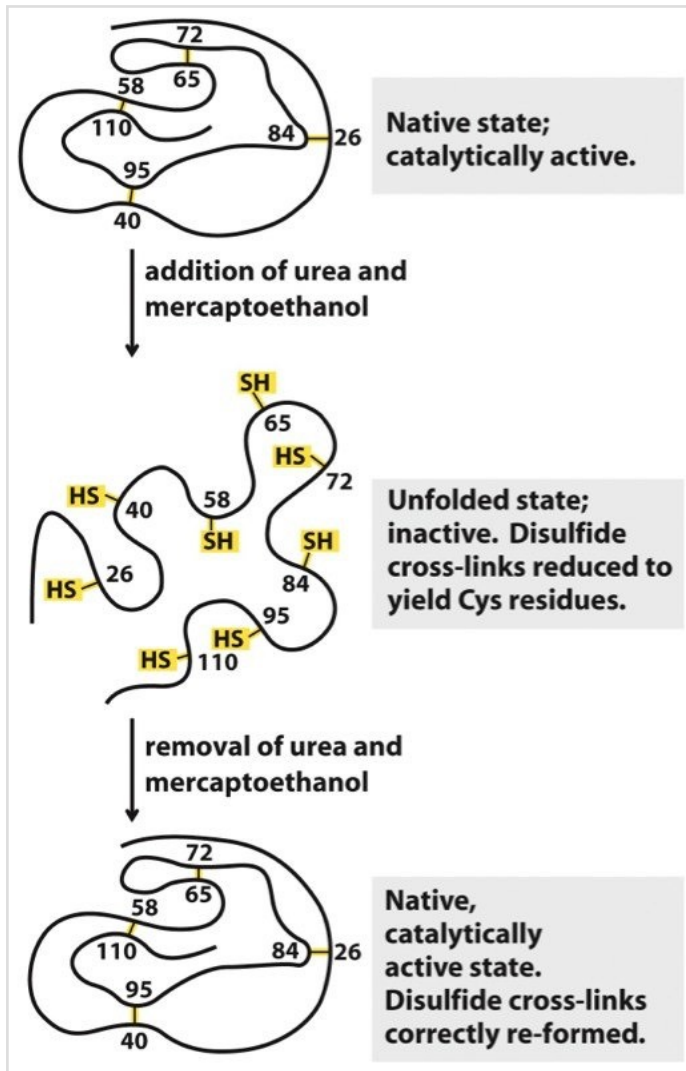 72
65
58
110
84
26
95
40
Native state;
catalytically active.
addition of urea and
mercaptoethanol
SH
65
HS
72
HS
40
58
SH
SH
84
26
HS
95
HS
HS
110
Unfolded state;
inactive. Disulfide
cross-links reduced to
yield Cys residues.
removal of urea and
mercaptoethanol
72
65
58
110
84
26
95
40
Native,
catalytically
active state.
Disulfide cross-links
correctly re-formed.